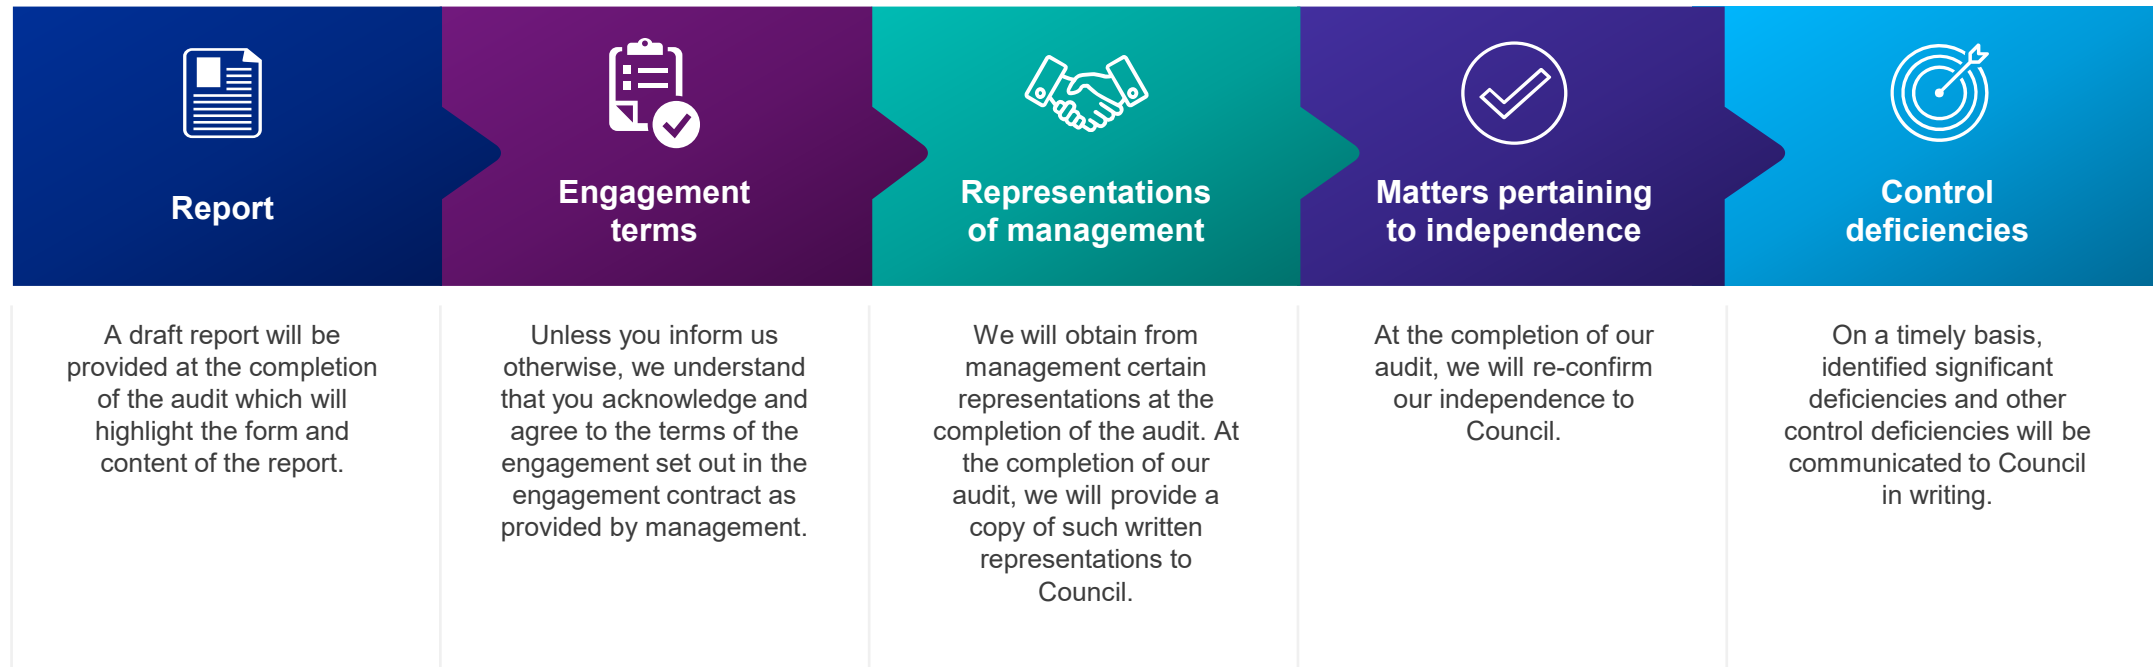 Report
A draft report will be
provided at the completion
of the audit which will
highlight the form and
content of the report.
Engagement
terms
Unless you inform us
otherwise, we understand
that you acknowledge and
agree to the terms of the
engagement set out in the
engagement contract as
provided by management.
Representations
of management
We will obtain from
management certain
representations at the
completion of the audit. At
the completion of our
audit, we will provide a
copy of such written
representations to
Council.
Matters pertaining
to independence
At the completion of our
audit, we will re-confirm
our independence to
Council.
Control
deficiencies
On a timely basis,
identified significant
deficiencies and other
control deficiencies will be
communicated to Council
in writing.